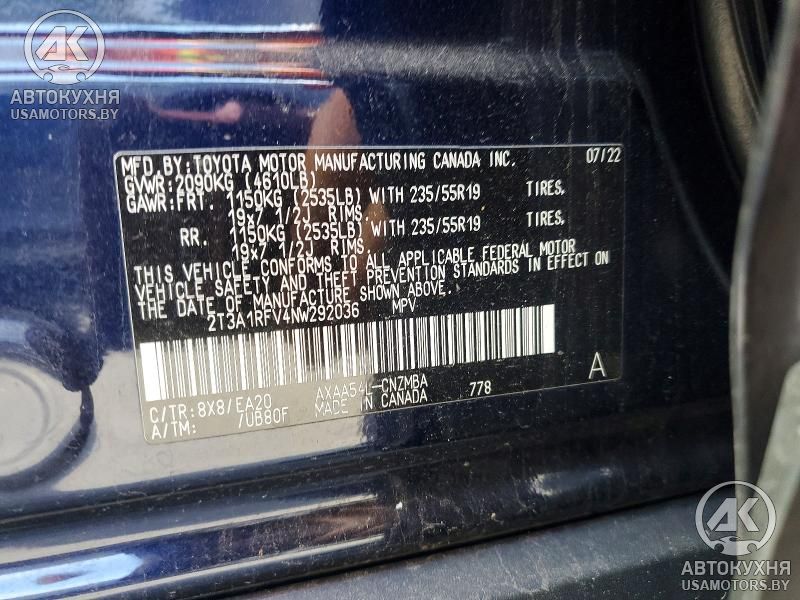 AK
АВТОКУХНЯ
USAMOTORS.BY
MFD.BY:TOYOTA MOTOR MANUFACTURING CANADA INC. 07/22
GVWR:2090KG (4610LB)
GAWR:FRT. 1150KG (2535LB) WITH 235/55R19 TIRES.
19x7 1/2J RIMS.
RR. 1150KG (2535LB) WITH 235/55R19 TIRES.
19x7 1/2J RIMS.
THIS VEHICLE CONFORMS TO ALL APPLICABLE FEDERAL MOTOR
VEHICLE SAFETY AND THEFT PREVENTION STANDARDS IN EFFECT ON
THE DATE OF MANUFACTURE SHOWN ABOVE.
2T3A1RFV4NW292036 MPV
C/TR:8X8/EA20 AXAA54L-CNZMBA 778 A
A/TM: /UB80F MADE IN CANADA
AK
АВТОКУХНЯ
USAMOTORS.BY